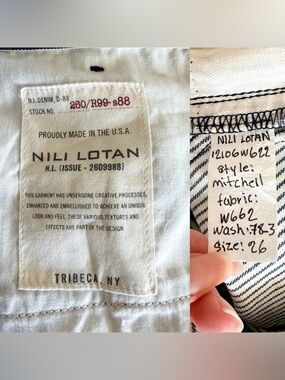 N.L.DENIM, D-88
STOCK NO. 260/R99-s88
PROUDLY MADE IN THE U.S.A.
NILI LOTAN
N.L. (ISSUE - 2609988)
THIS GARMENT HAS UNDERGONE CREATIVE PROCESSES,
ENHANCED AND EMBELLISHED TO ACHIEVE AN UNIQUE
LOOK AND FEEL. THESE VARIOUS TEXTURES AND
EFFECTS ARE PART OF THE DESIGN
TRIBECA, NY
NILI LOTAN
12106W622
style:
mitchell
fabric:
W662
wash:78-3
size: 26